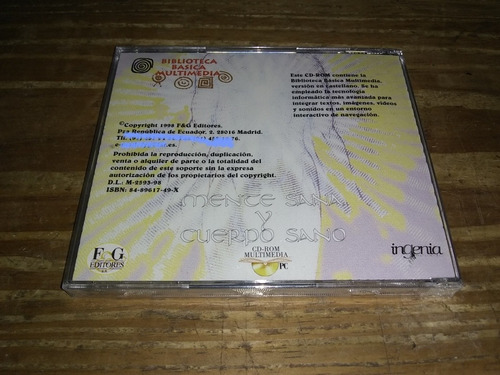 BIBLIOTECA
BASICA
MULTIMEDIA
Este CD-ROM contiene la
Biblioteca Básica Multimedia,
versión en castellano. Se
ha empleado la tecnología
informática más avanzada para
integrar textos, imágenes, vídeos
y sonidos en un entorno
interactivo de navegación.
©Copyright 1998 F&G Editores.
Pza República de Ecuador, 2. 28016 Madrid.
Prohibida la reproducción, duplicación,
venta o alquiler de parte o la totalidad del
contenido de este soporte sin la expresa
autorización de los propietarios del copyright.
D.L.: M-2593-98
ISBN: 84-89617-49-X
MENTE SANA
Y
CUERPO SANO
F&G
EDITORES
CD-ROM
MULTIMEDIA
PC
ingenia